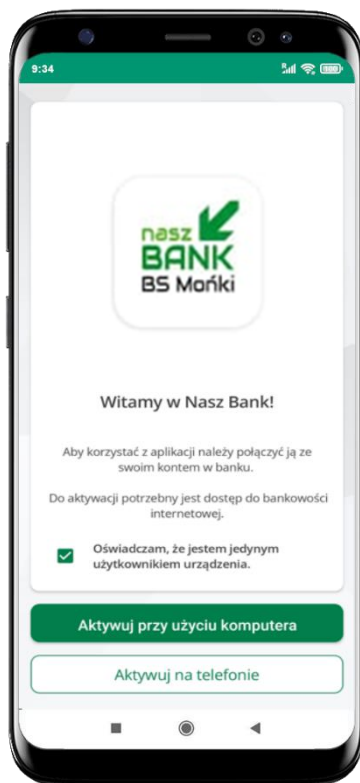 9:34
R
100
nasz
BANK
BS Mońki
Witamy w Nasz Bank!
Aby korzystać z aplikacji należy połączyć ją ze
swoim kontem w banku.
Do aktywacji potrzebny jest dostęp do bankowości
internetowej.
Oświadczam, że jestem jedynym
użytkownikiem urządzenia.
Aktywuj przy użyciu komputera
Aktywuj na telefonie